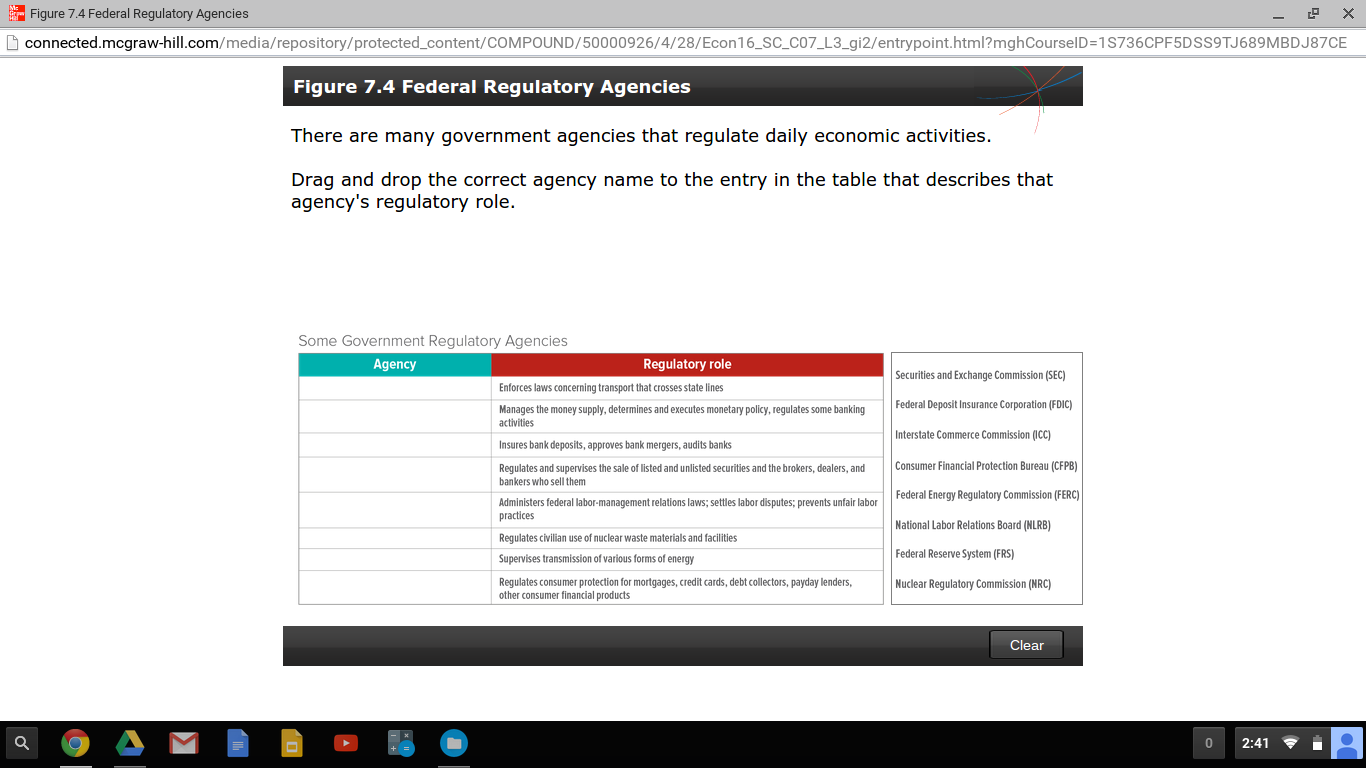 Figure 7.4 Federal Regulatory Agencies
connected.mcgraw-hill.com/media/repository/protected_content/COMPOUND/50000926/4/28/Econ16_SC_C07_L3_gi2/entrypoint.html?mghCourseID=1S736CPF5DSS9TJ689MBDJ87CE
Figure 7.4 Federal Regulatory Agencies
There are many government agencies that regulate daily economic activities.
Drag and drop the correct agency name to the entry in the table that describes that
agency's regulatory role.
Some Government Regulatory Agencies
Agency
Regulatory role
Enforces laws concerning transport that crosses state lines
Manages the money supply, determines and executes monetary policy, regulates some banking
activities
Insures bank deposits, approves bank mergers, audits banks
Regulates and supervises the sale of listed and unlisted securities and the brokers, dealers, and
bankers who sell them
Administers federal labor-management relations laws; settles labor disputes; prevents unfair labor
practices
Regulates civilian use of nuclear waste materials and facilities
Supervises transmission of various forms of energy
Regulates consumer protection for mortgages, credit cards, debt collectors, payday lenders,
other consumer financial products
Securities and Exchange Commission (SEC)
Federal Deposit Insurance Corporation (FDIC)
Interstate Commerce Commission (ICC)
Consumer Financial Protection Bureau (CFPB)
Federal Energy Regulatory Commission (FERC)
National Labor Relations Board (NLRB)
Federal Reserve System (FRS)
Nuclear Regulatory Commission (NRC)
Clear
0
2:41